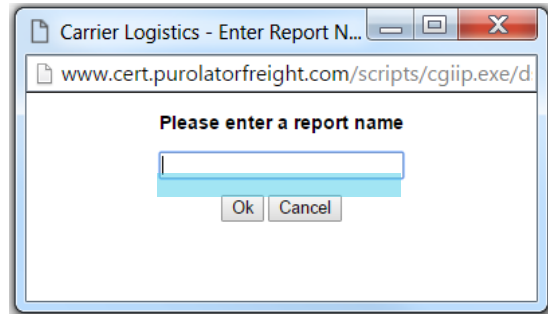 Carrier Logistics - Enter Report N...
www.cert.purolatorfreight.com/scripts/cgiip.exe/d
Please enter a report name
Ok Cancel